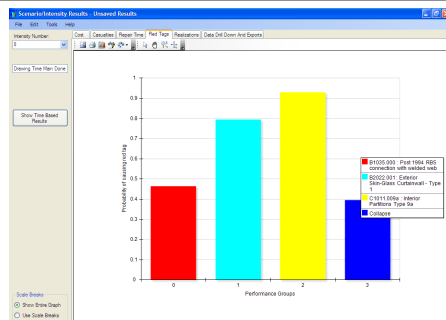 Scenario/Intensity Results - Unsaved Results
File Edit Tools Help
Intensity Number:
8
Drawing Time Main Done
Show Time Based
Results
Scale Breaks
Show Entire Graph
Use Scale Breaks
Cost Casualties Repair Time Red Tags Realizations Data Drill Down And Exports
Probability of causing red tag
1
0.9
0.8
0.7
0.6
0.5
0.4
0.3
0.2
0.1
0
0 1 2 3
Performance Groups
B1035.000 : Post 1994 RBS
connection with welded web
B2022.001: Exterior
Skin-Glass Curtainwall - Type
1
C1011.009a : Interior
Partitions Type 9a
Collapse